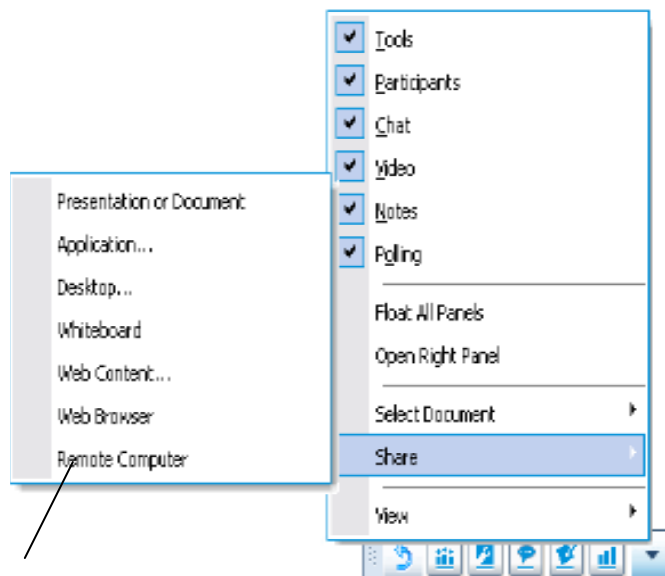 Tools
Participants
Chat
Video
Notes
Polling
Float All Panels
Open Right Panel
Select Document
Share
View
Presentation or Document
Application...
Desktop...
Whiteboard
Web Content...
Web Browser
Remote Computer